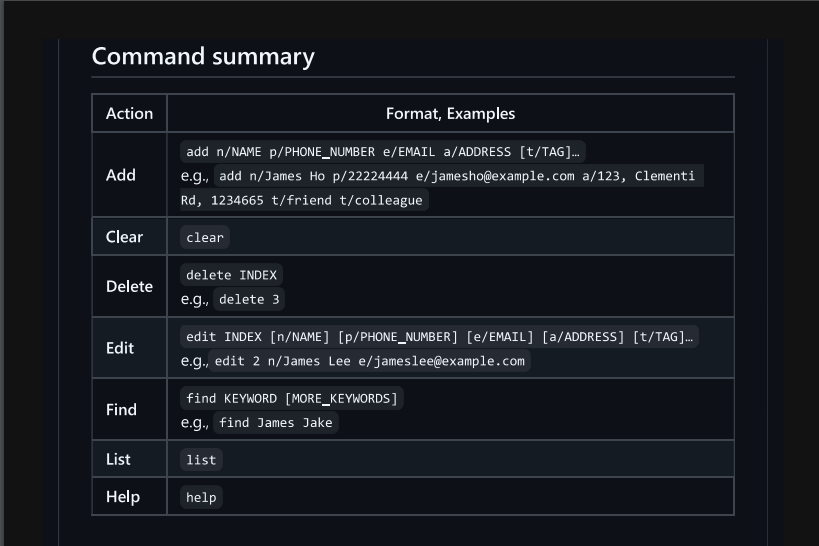 Command summary
Action Format, Examples
Add
add n/NAME p/PHONE_NUMBER e/EMAIL a/ADDRESS [t/TAG]…
e.g., add n/James Ho p/22224444 e/jamesho@example.com a/123, Clementi
Rd, 1234665 t/friend t/colleague
Clear clear
Delete
delete INDEX
e.g., delete 3
Edit
edit INDEX [n/NAME] [p/PHONE_NUMBER] [e/EMAIL] [a/ADDRESS] [t/TAG]…
e.g., edit 2 n/James Lee e/jameslee@example.com
Find
find KEYWORD [MORE_KEYWORDS]
e.g., find James Jake
List list
Help help